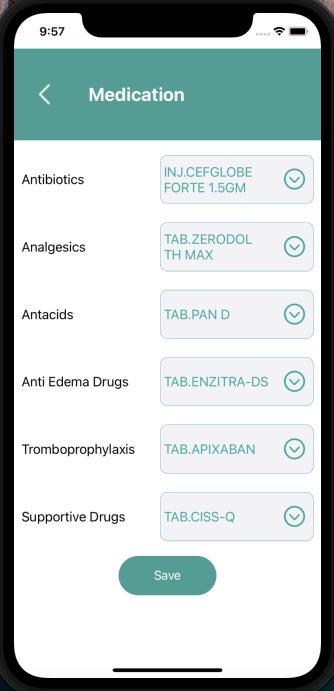 9:57
Medication
Antibiotics
INJ.CEFGLOBE
FORTE 1.5GM
Analgesics
TAB.ZERODOL
TH MAX
Antacids
TAB.PAN D
Anti Edema Drugs
TAB.ENZITRA-DS
Tromboprophylaxis
TAB.APIXABAN
Supportive Drugs
TAB.CISS-Q
Save